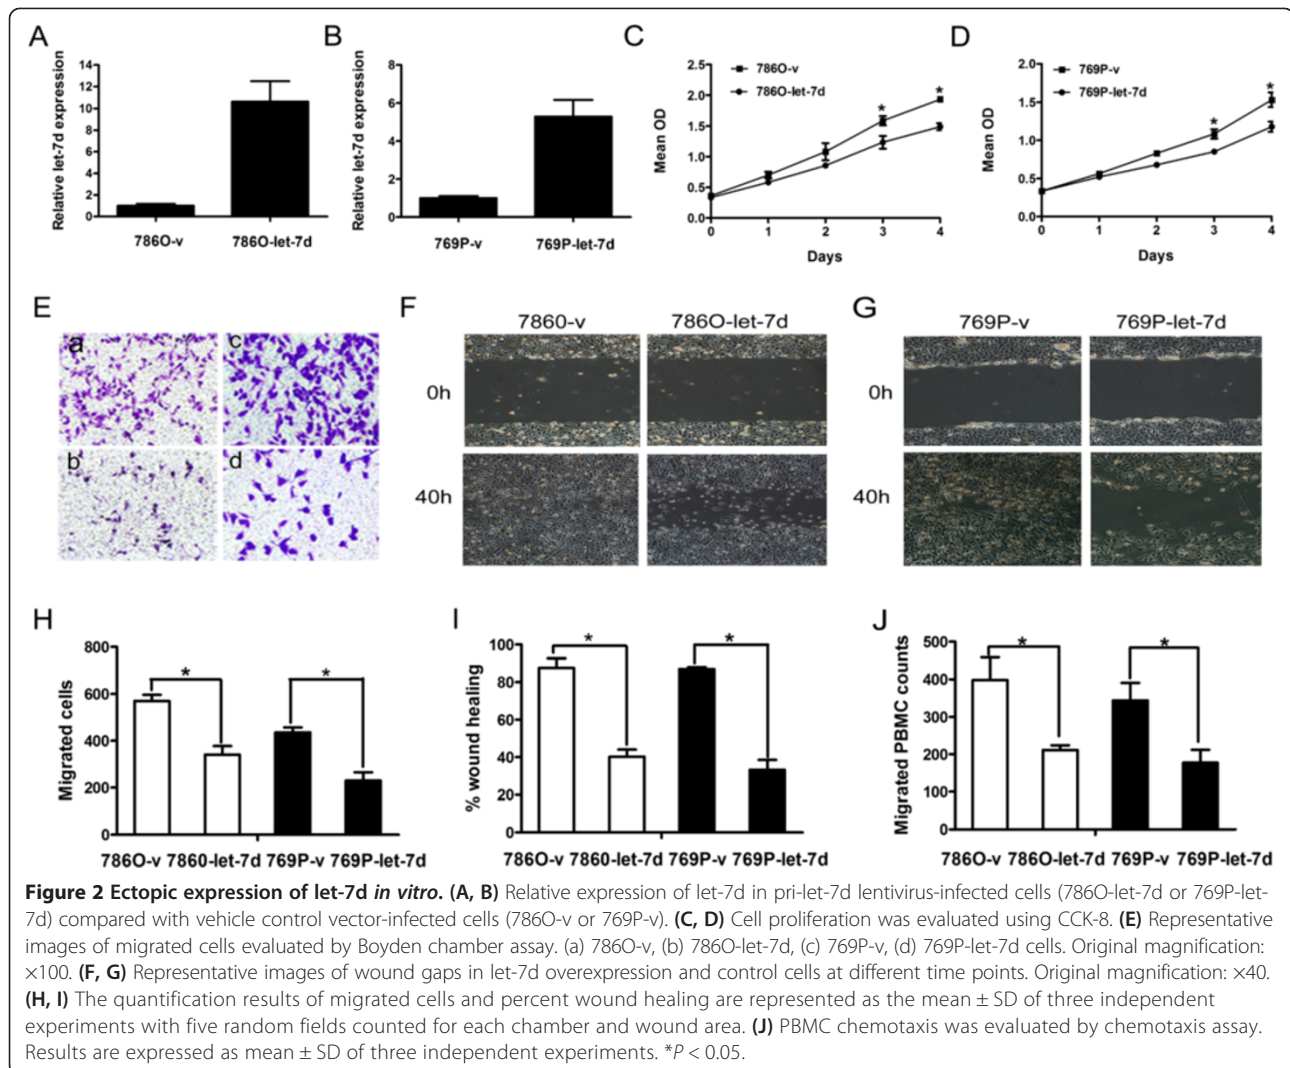 A
Relative let-7d expression
14
12
10
8
6
4
2
0
786O-v
786O-let-7d
B
Relative let-7d expression
8
6
4
2
0
769P-v
769P-let-7d
C
Mean OD
2.5
2.0
1.5
1.0
0.5
0.0
786O-v
786O-let-7d
*
*
0 1 2 3 4
Days
D
Mean OD
2.0
1.5
1.0
0.5
0.0
769P-v
769P-let-7d
*
*
0 1 2 3 4
Days
E
a
c
b
d
F
7860-v
786O-let-7d
0h
40h
G
769P-v
769P-let-7d
0h
40h
H
Migrated cells
800
600
400
200
0
*
*
786O-v 7860-let-7d 769P-v 769P-let-7d
I
% wound healing
100
80
60
40
20
0
*
*
786O-v 7860-let-7d 769P-v 769P-let-7d
J
Migrated PBMC counts
500
400
300
200
100
0
*
*
786O-v 786O-let-7d 769P-v 769P-let-7d
Figure 2 Ectopic expression of let-7d in vitro. (A, B) Relative expression of let-7d in pri-let-7d lentivirus-infected cells (786O-let-7d or 769P-let-
7d) compared with vehicle control vector-infected cells (786O-v or 769P-v). (C, D) Cell proliferation was evaluated using CCK-8. (E) Representative
images of migrated cells evaluated by Boyden chamber assay. (a) 786O-v, (b) 786O-let-7d, (c) 769P-v, (d) 769P-let-7d cells. Original magnification:
×100. (F, G) Representative images of wound gaps in let-7d overexpression and control cells at different time points. Original magnification: ×40.
(H, I) The quantification results of migrated cells and percent wound healing are represented as the mean ± SD of three independent
experiments with five random fields counted for each chamber and wound area. (J) PBMC chemotaxis was evaluated by chemotaxis assay.
Results are expressed as mean ± SD of three independent experiments. *P < 0.05.